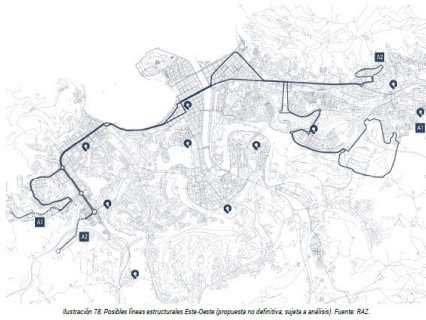 A2
A1
A1
A2
Ilustración 78. Posibles líneas estructurales Este-Oeste (propuesta no definitiva, sujeta a análisis). Fuente: RAZ.